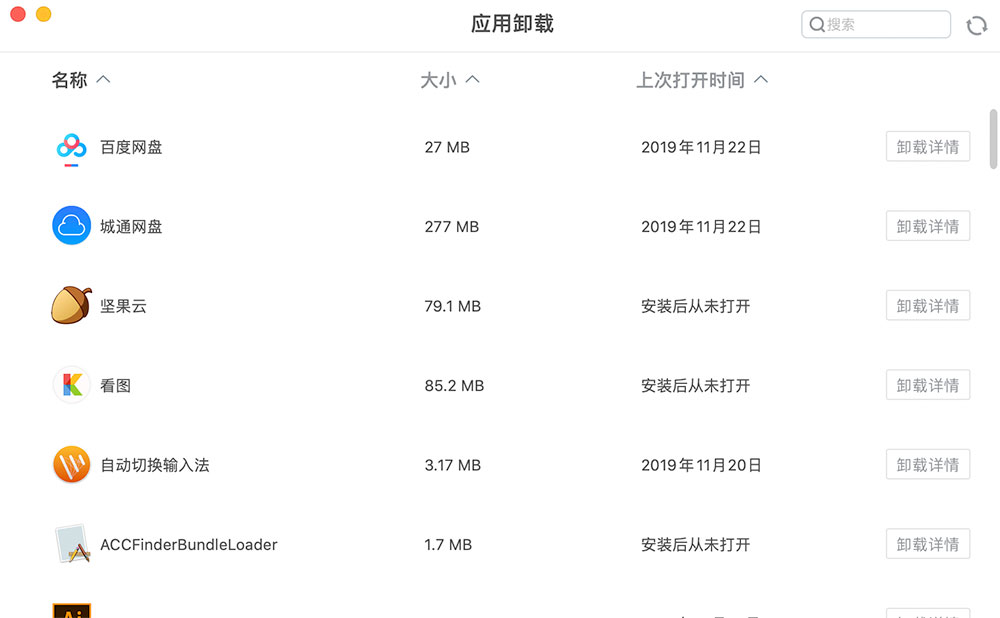 应用卸载
搜索
名称 大小 上次打开时间
百度网盘 27 MB 2019年11月22日 卸载详情
城通网盘 277 MB 2019年11月22日 卸载详情
坚果云 79.1 MB 安装后从未打开 卸载详情
看图 85.2 MB 安装后从未打开 卸载详情
自动切换输入法 3.17 MB 2019年11月20日 卸载详情
ACCFinderBundleLoader 1.7 MB 安装后从未打开 卸载详情
Ai